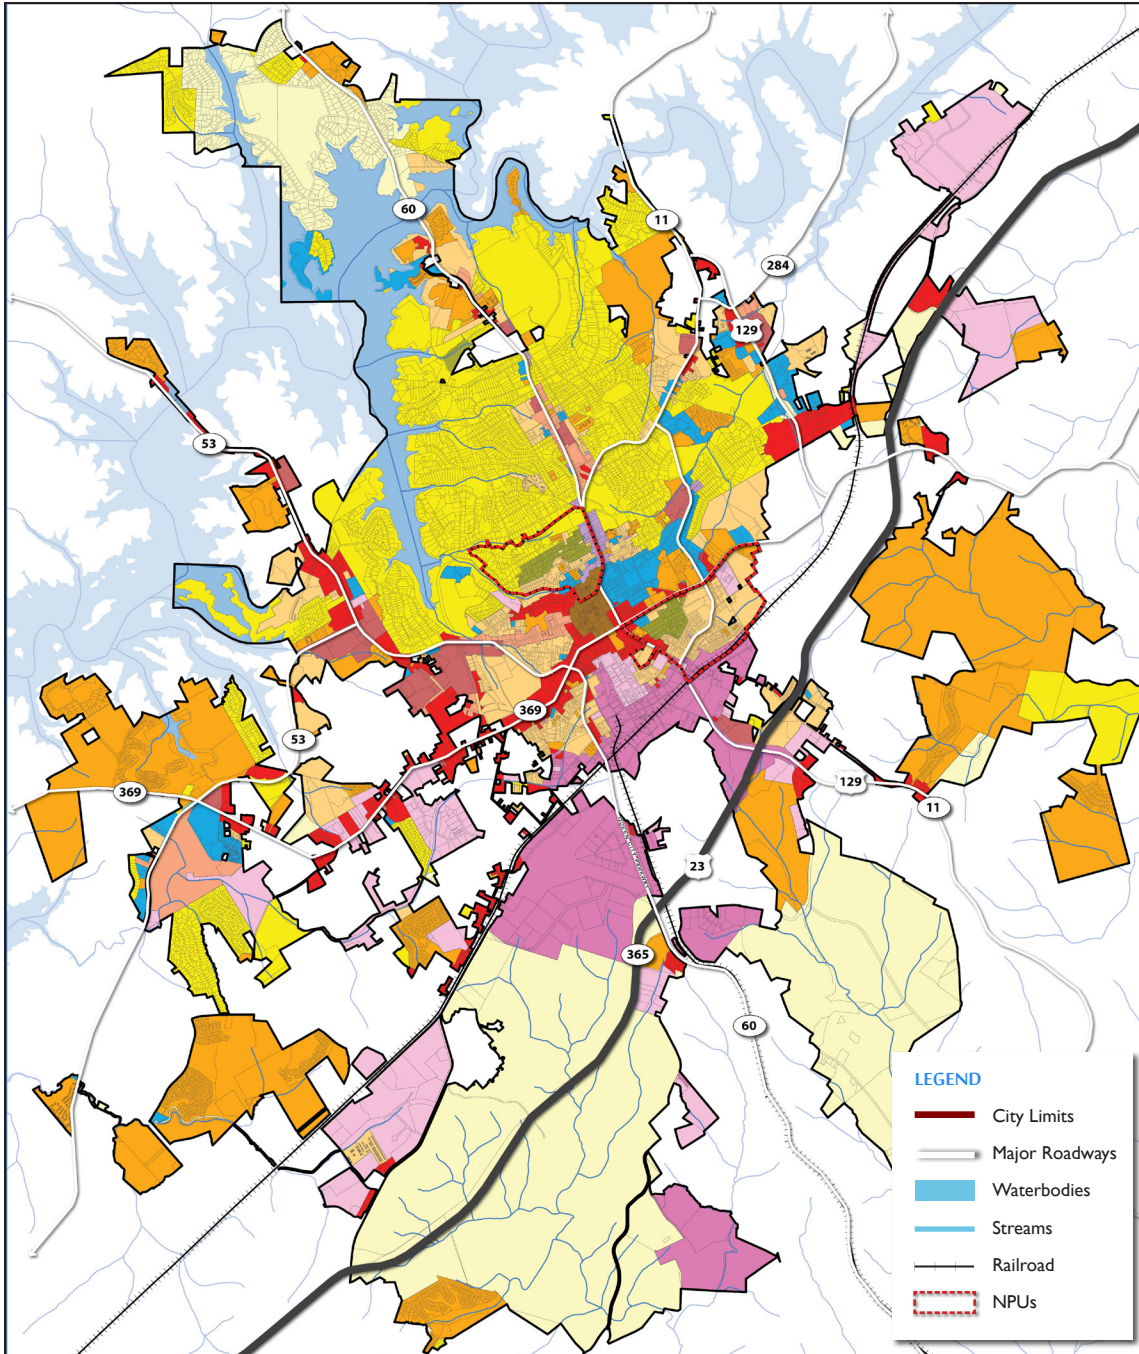 60
11
284
129
53
369
53
369
129
11
23
365
60
LEGEND
City Limits
Major Roadways
Waterbodies
Streams
Railroad
NPUs